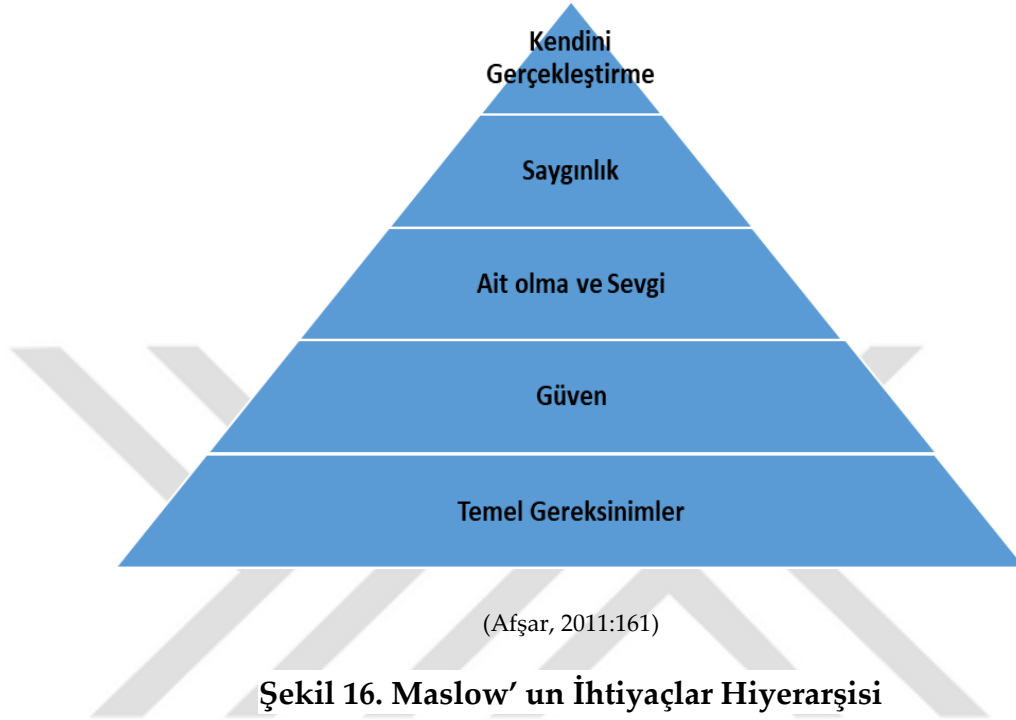 Kendini
Gerçekleştirme
Saygınlık
Ait olma ve Sevgi
Güven
Temel Gereksinimler
(Afşar, 2011:161)
Şekil 16. Maslow’ un İhtiyaçlar Hiyerarşisi